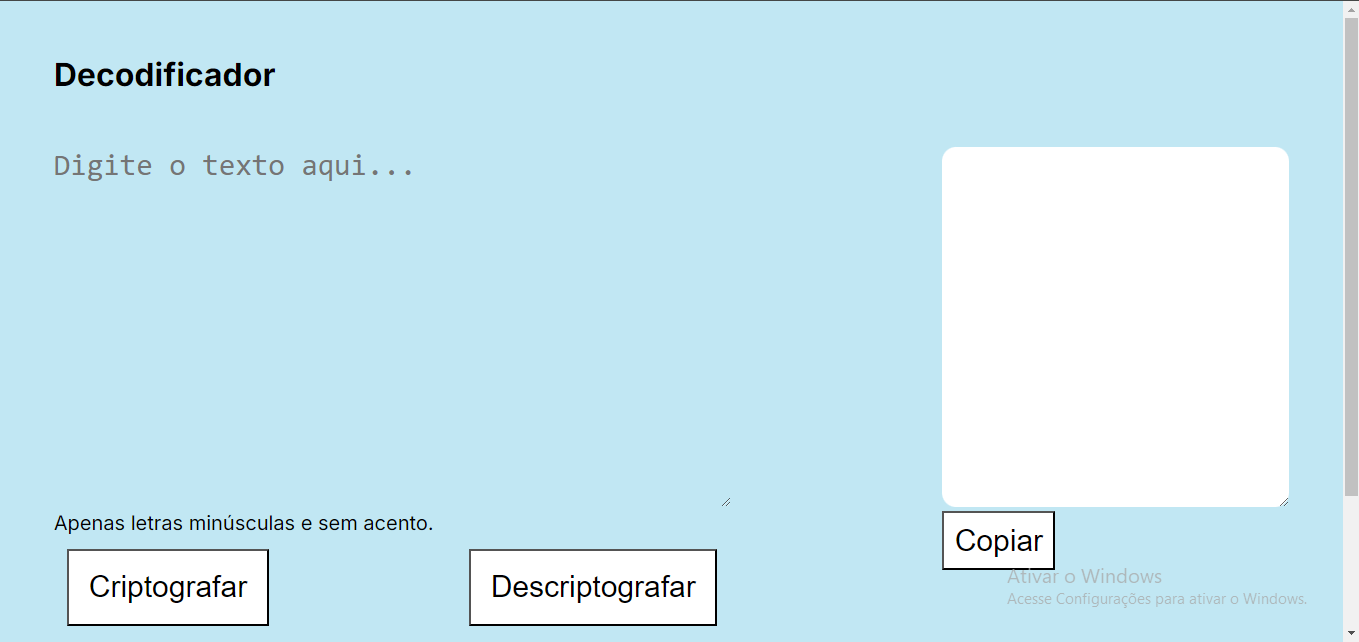 Decodificador
Digite o texto aqui...
Apenas letras minúsculas e sem acento.
Criptografar
Descriptografar
Copiar
Ativar o Windows
Acesse Configurações para ativar o Windows.